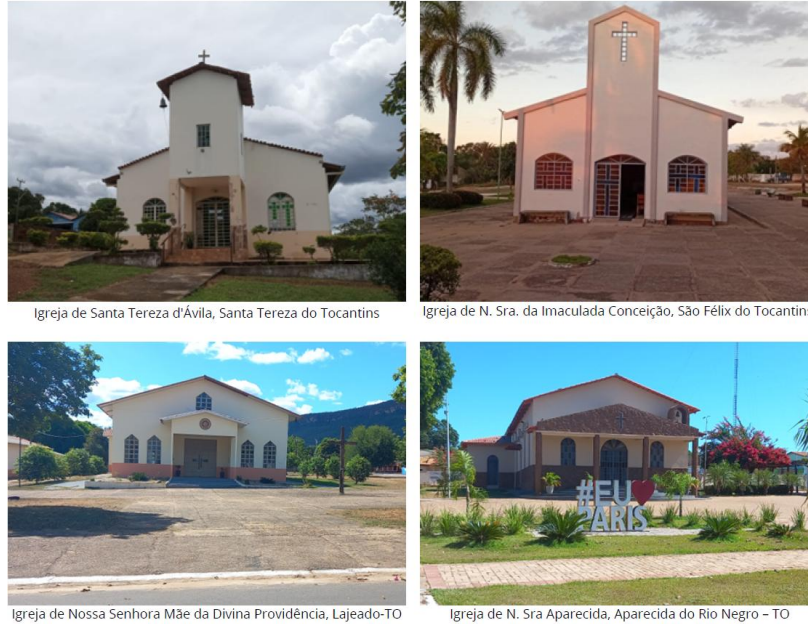 Igreja de Santa Tereza d'Ávila, Santa Tereza do Tocantins
Igreja de N. Sra. da Imaculada Conceição, São Félix do Tocantins
#EU
PARIS
Igreja de Nossa Senhora Mãe da Divina Providência, Lajeado-TO
Igreja de N. Sra Aparecida, Aparecida do Rio Negro – TO